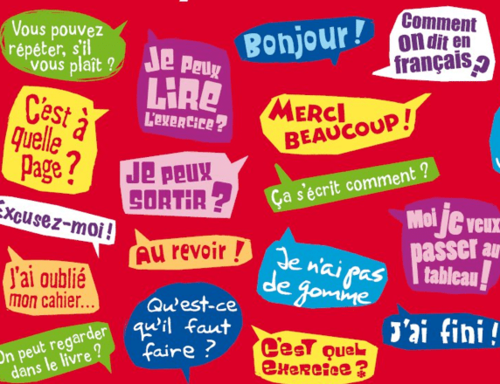 Vous pouvez
répéter, s'il
vous plaît ?
Je peux
LIRE
l'exercice ?
Bonjour !
Comment
on dit en
français ?
C'est à
quelle
page ?
MERCI
BEAUCOUP !
Je peux
sortir ?
Ça s'écrit comment ?
Excusez-moi !
Au revoir !
Moi je veux
passer au
tableau !
J'ai oublié
mon cahier...
Je n'ai pas
de gomme
Qu'est-ce
qu'il faut
faire ?
J'ai fini !
On peut regarder
dans le livre ?
C'est quel
exercice ?